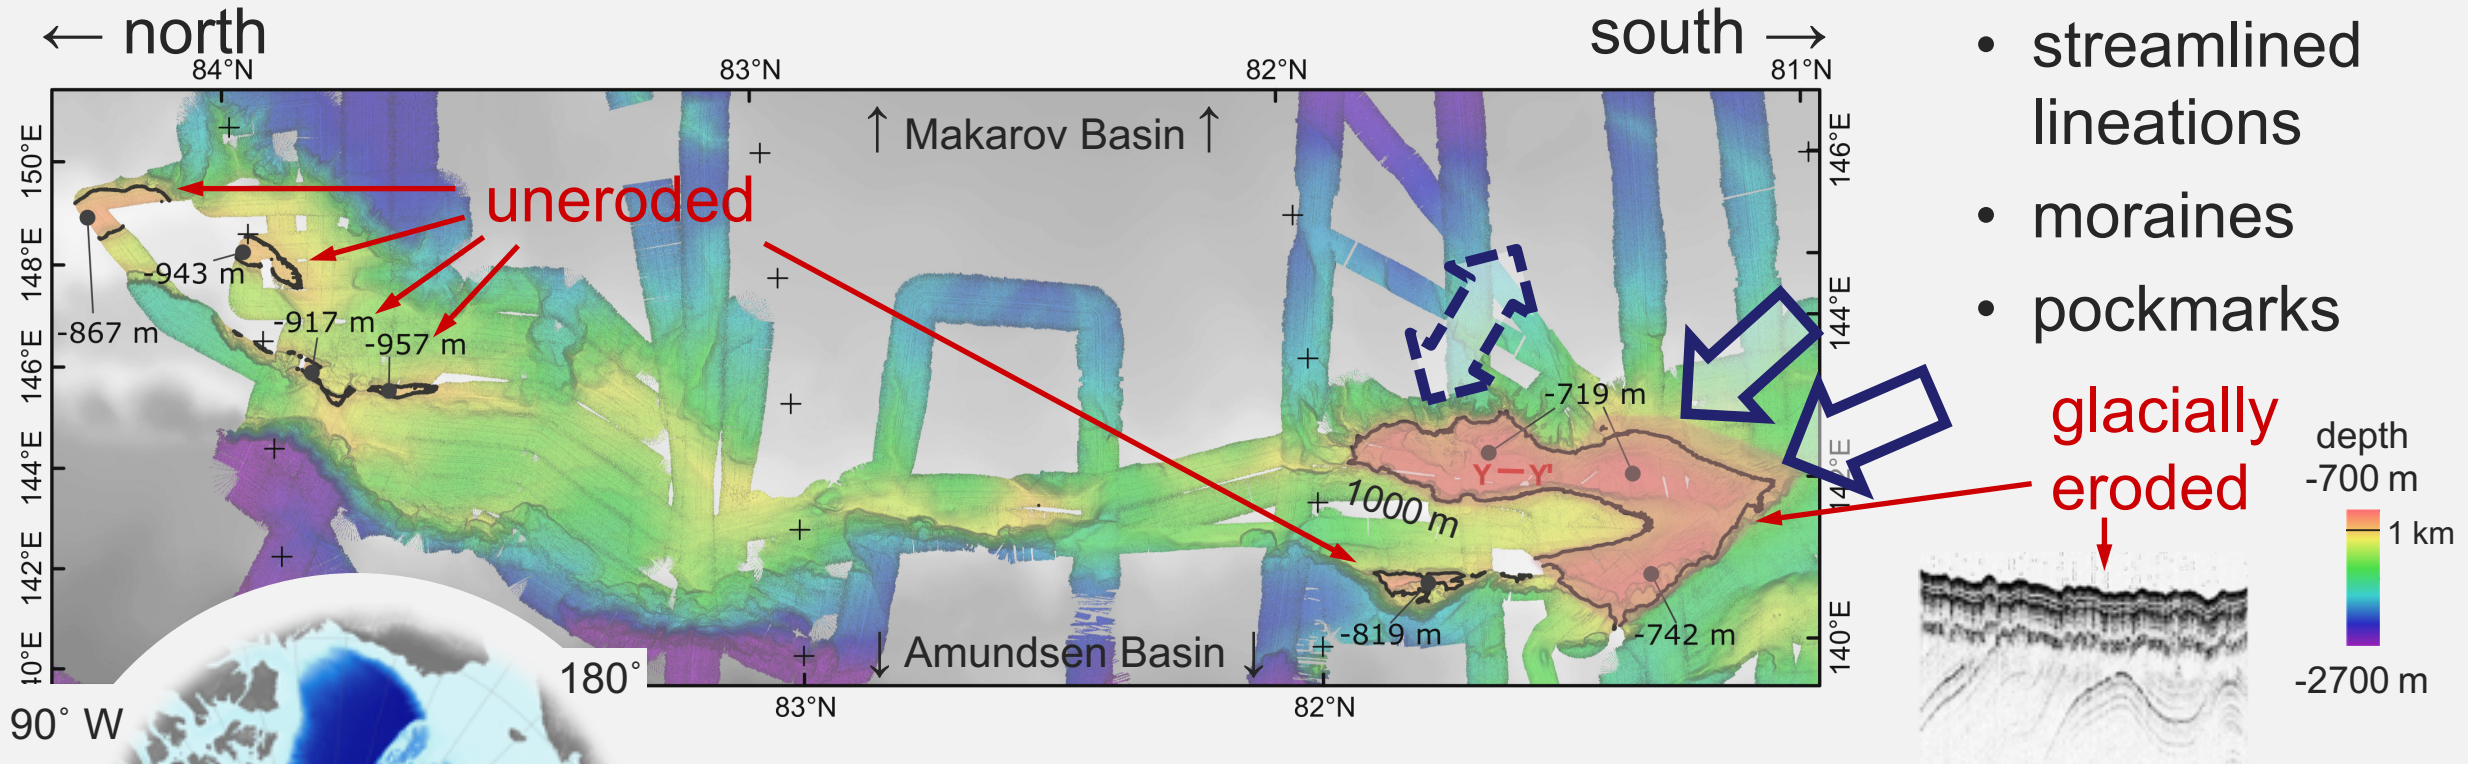 ← north
south →
84°N
83°N
82°N
81°N
150°E
148°E
146°E
144°E
142°E
↑ Makarov Basin ↑
uneroded
-943 m
-867 m
-917 m
-957 m
-719 m
Y — Y'
1000 m
-819 m
-742 m
↓ Amundsen Basin ↓
146°E
144°E
140°E
83°N
82°N
180°
90° W
• streamlined
lineations
• moraines
• pockmarks
glacially
eroded
depth
-700 m
1 km
-2700 m